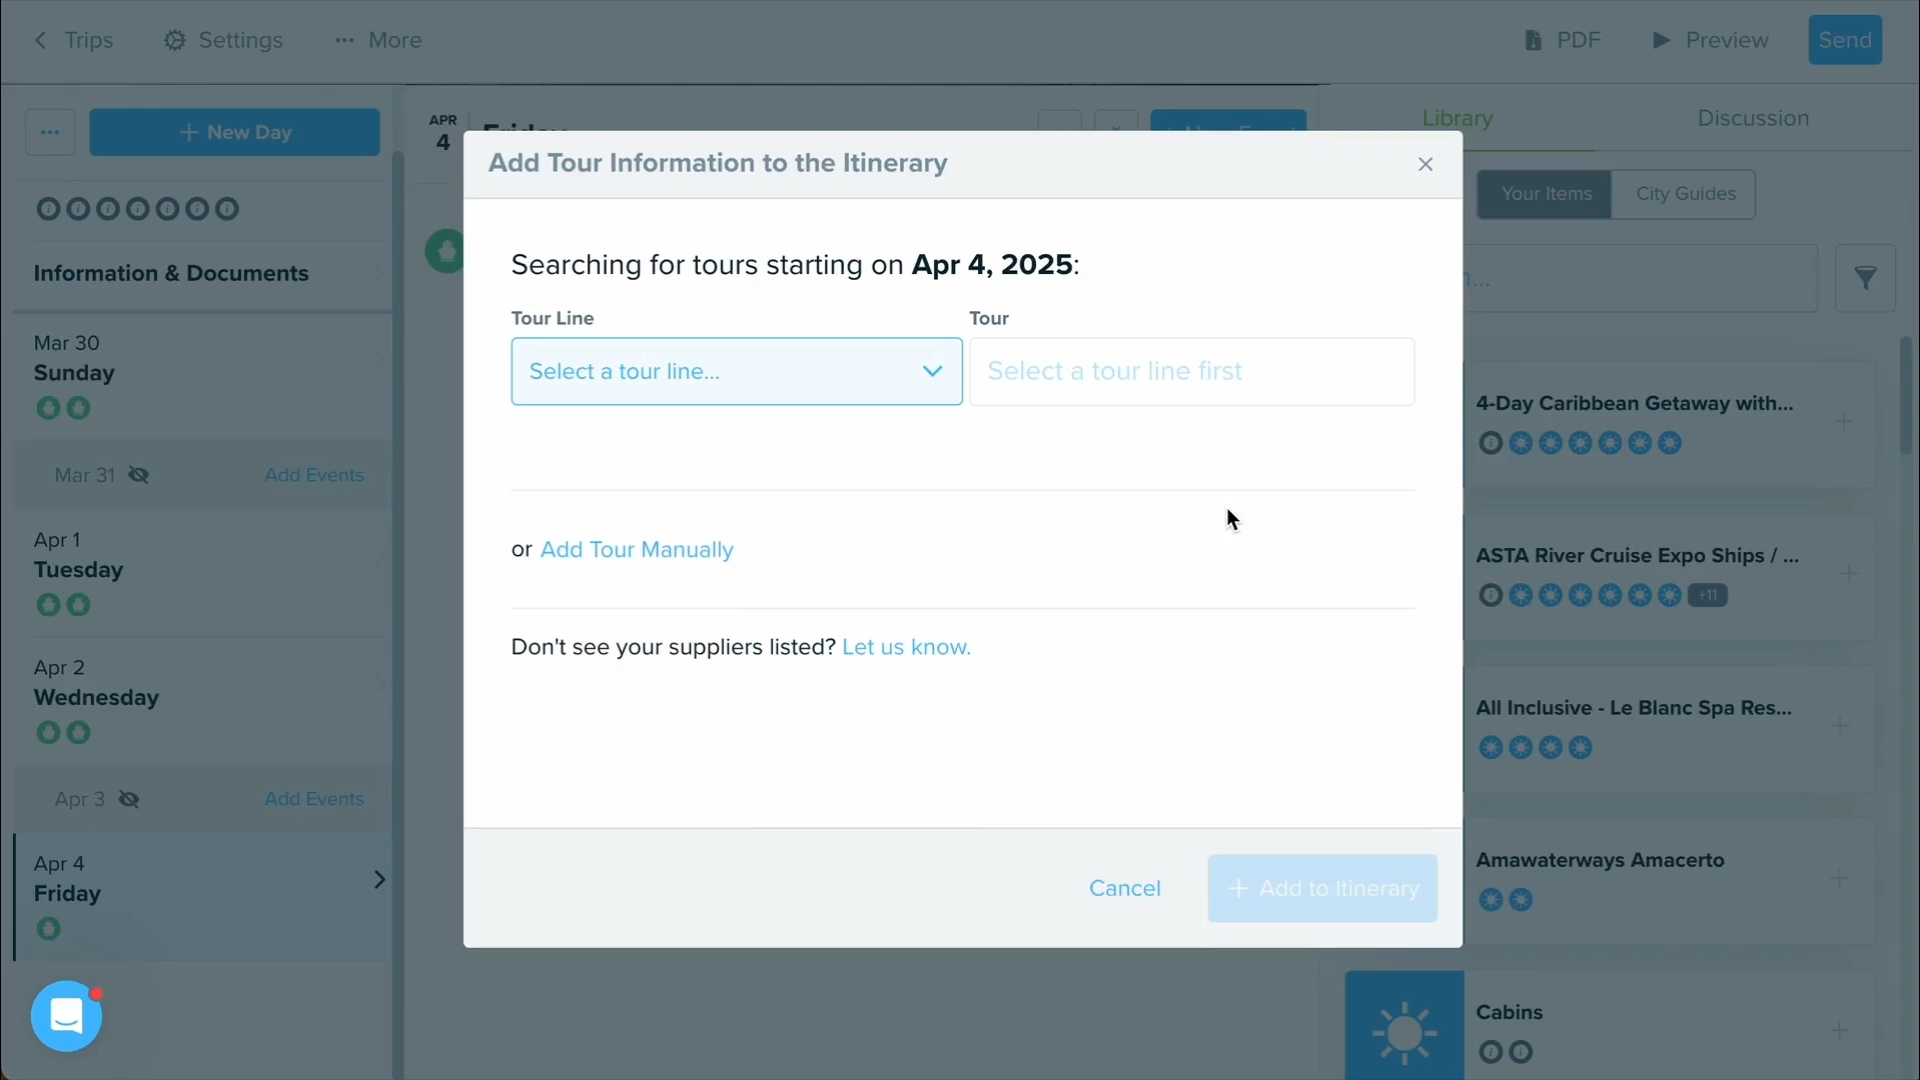 Trips
Settings
More
PDF
Preview
Send
New Day
Information & Documents
Mar 30
Sunday
Mar 31
Add Events
Apr 1
Tuesday
Apr 2
Wednesday
Apr 3
Add Events
Apr 4
Friday
APR
4
Friday
Add Tour Information to the Itinerary
Searching for tours starting on Apr 4, 2025:
Tour Line
Tour
Select a tour line...
Select a tour line first
or Add Tour Manually
Don't see your suppliers listed? Let us know.
Cancel
+ Add to Itinerary
Library
Discussion
Your Items
City Guides
4-Day Caribbean Getaway with...
ASTA River Cruise Expo Ships / ...
+11
All Inclusive - Le Blanc Spa Res...
Amawaterways Amacerto
Cabins